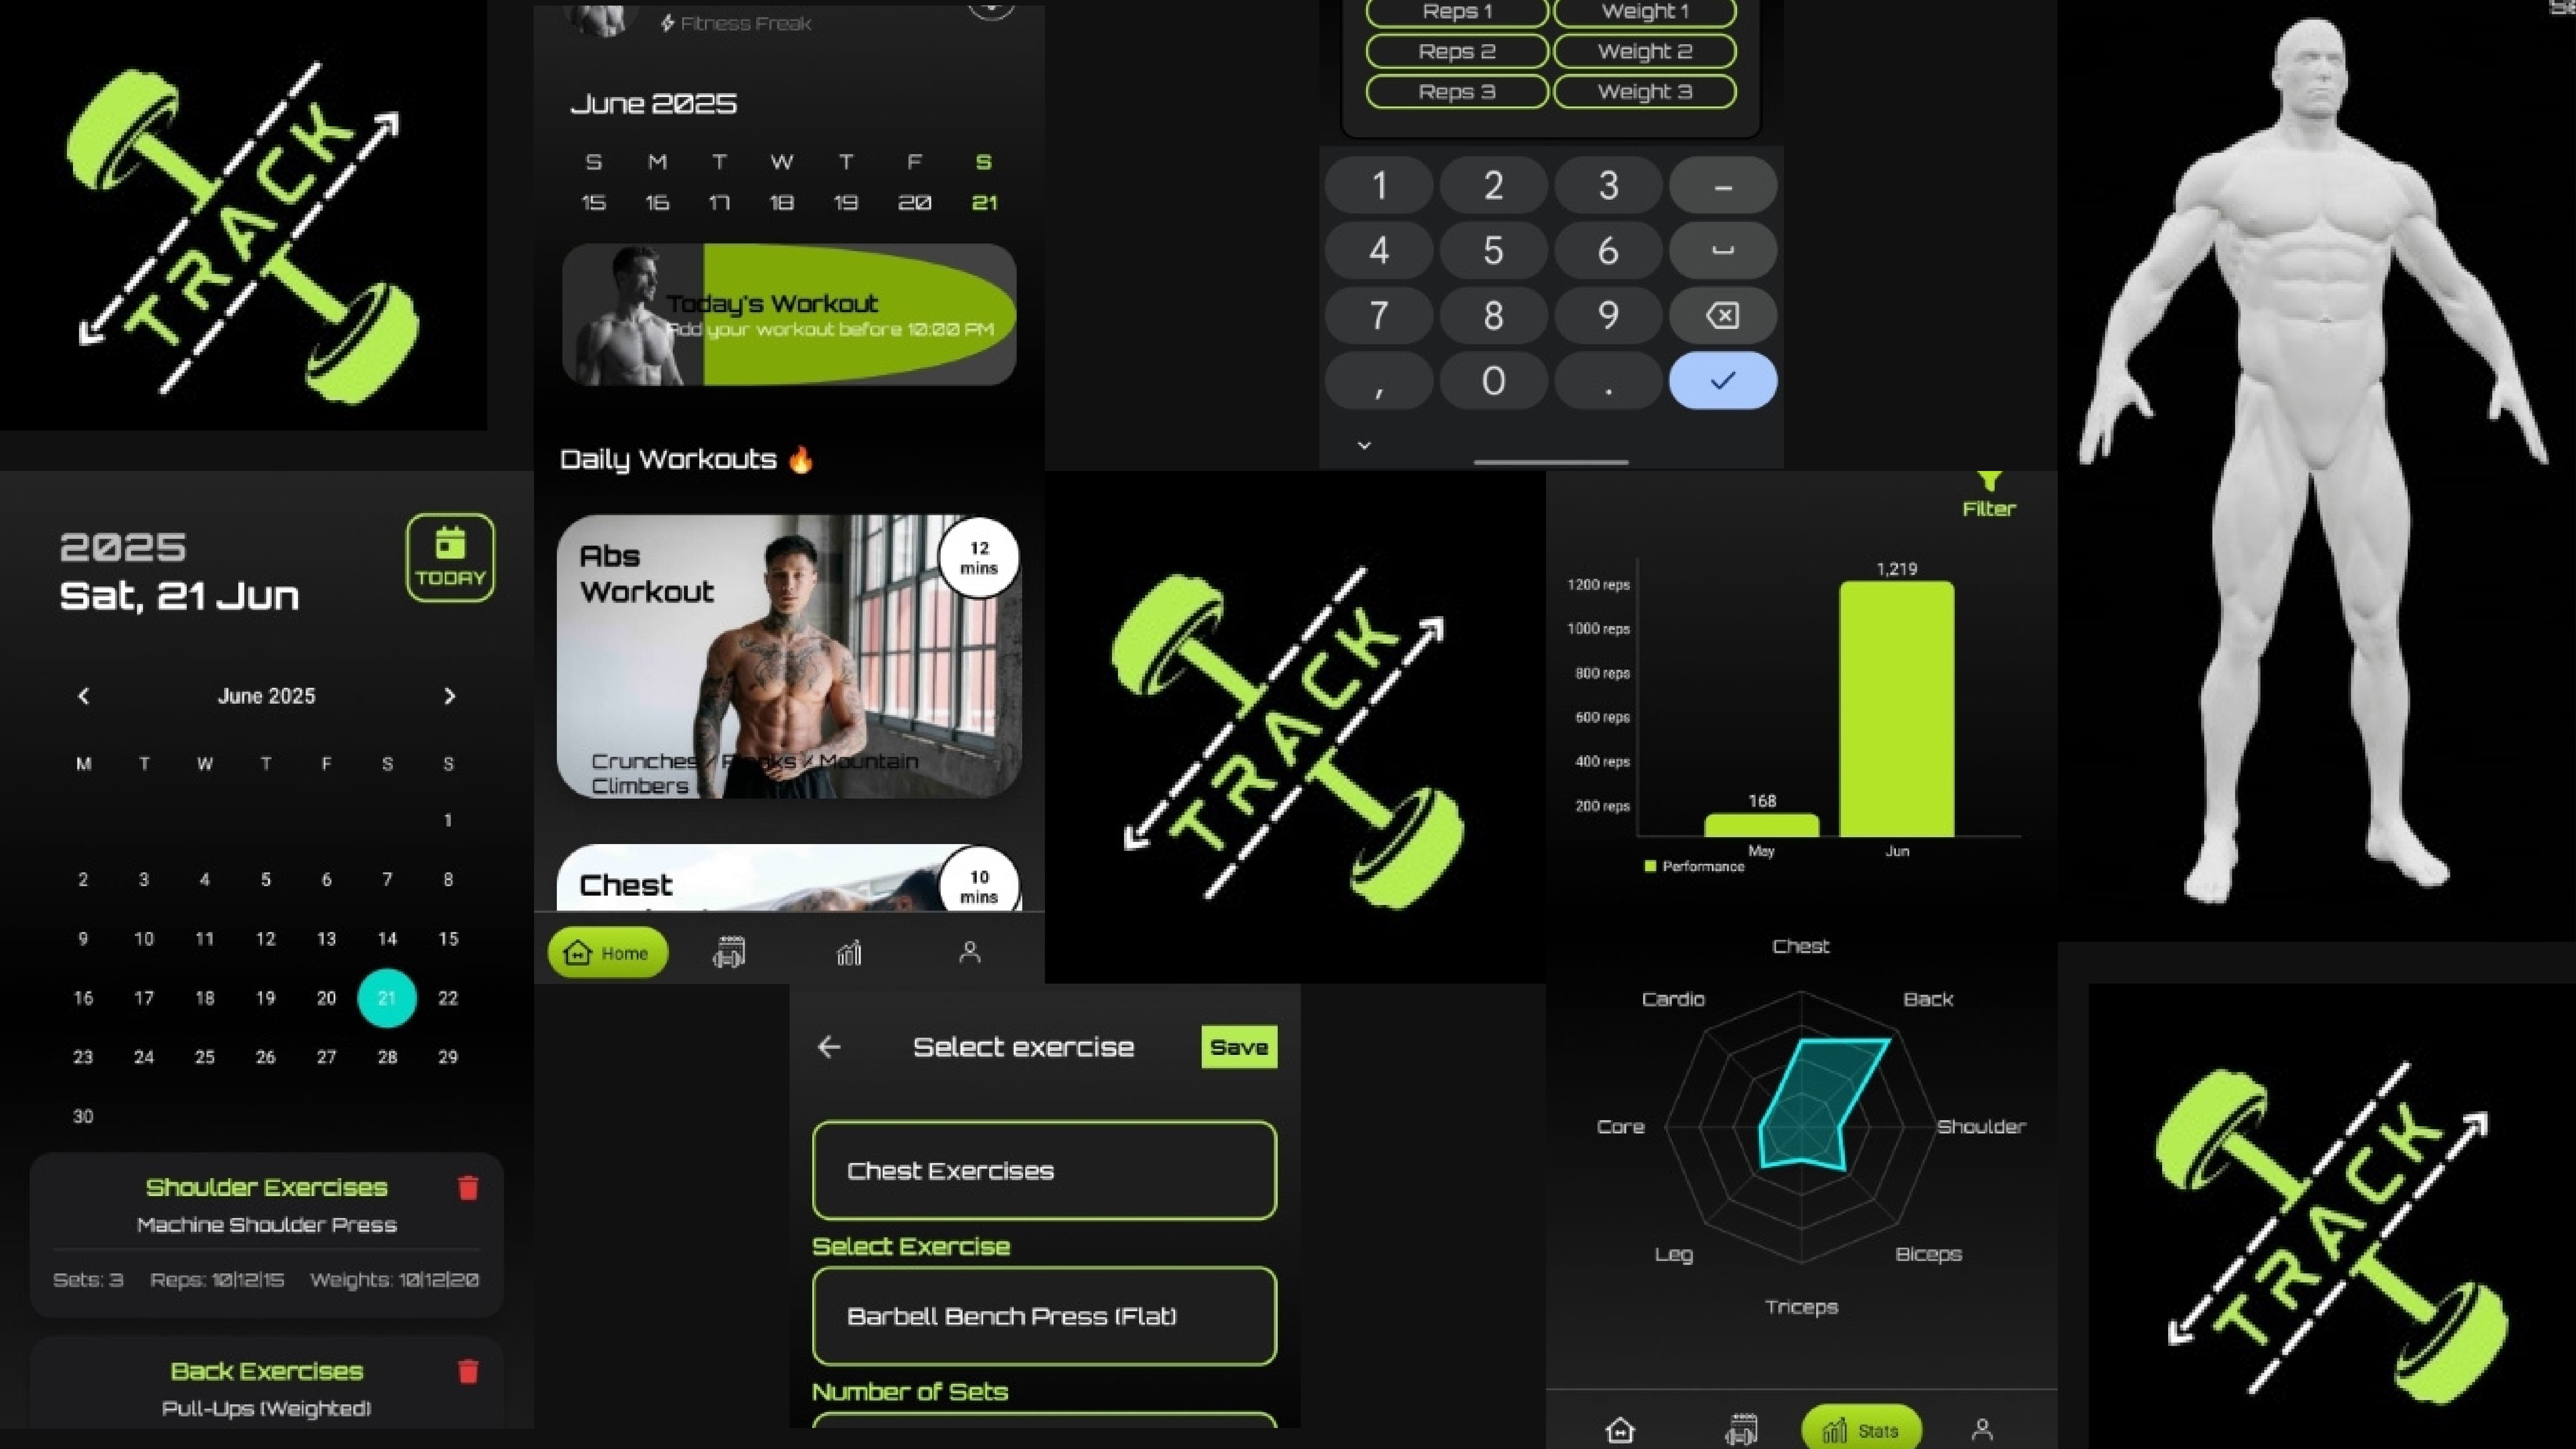 TRACK
2025
Sat, 21 Jun
TODAY
June 2025
M T W T F S S
1
2 3 4 5 6 7 8
9 10 11 12 13 14 15
16 17 18 19 20 21 22
23 24 25 26 27 28 29
30
Shoulder Exercises
Machine Shoulder Press
Sets: 3 Reps: 10|12|15 Weights: 10|12|20
Back Exercises
Pull-Ups (Weighted)
Fitness Freak
June 2025
S M T W T F S
15 16 17 18 19 20 21
Today's Workout
Add your workout before 10:00 PM
Daily Workouts 🔥
Abs
Workout
12
mins
Crunches / Planks / Mountain
Climbers
Chest
10
mins
Home
Select exercise
Save
Chest Exercises
Select Exercise
Barbell Bench Press (Flat)
Number of Sets
Reps 1 Weight 1
Reps 2 Weight 2
Reps 3 Weight 3
1 2 3 –
4 5 6
7 8 9
, 0 .
TRACK
Filter
1,219
1200 reps
1000 reps
800 reps
600 reps
400 reps
200 reps
168
May Jun
Performance
Chest
Cardio Back
Core Shoulder
Leg Biceps
Triceps
Stats
TRACK